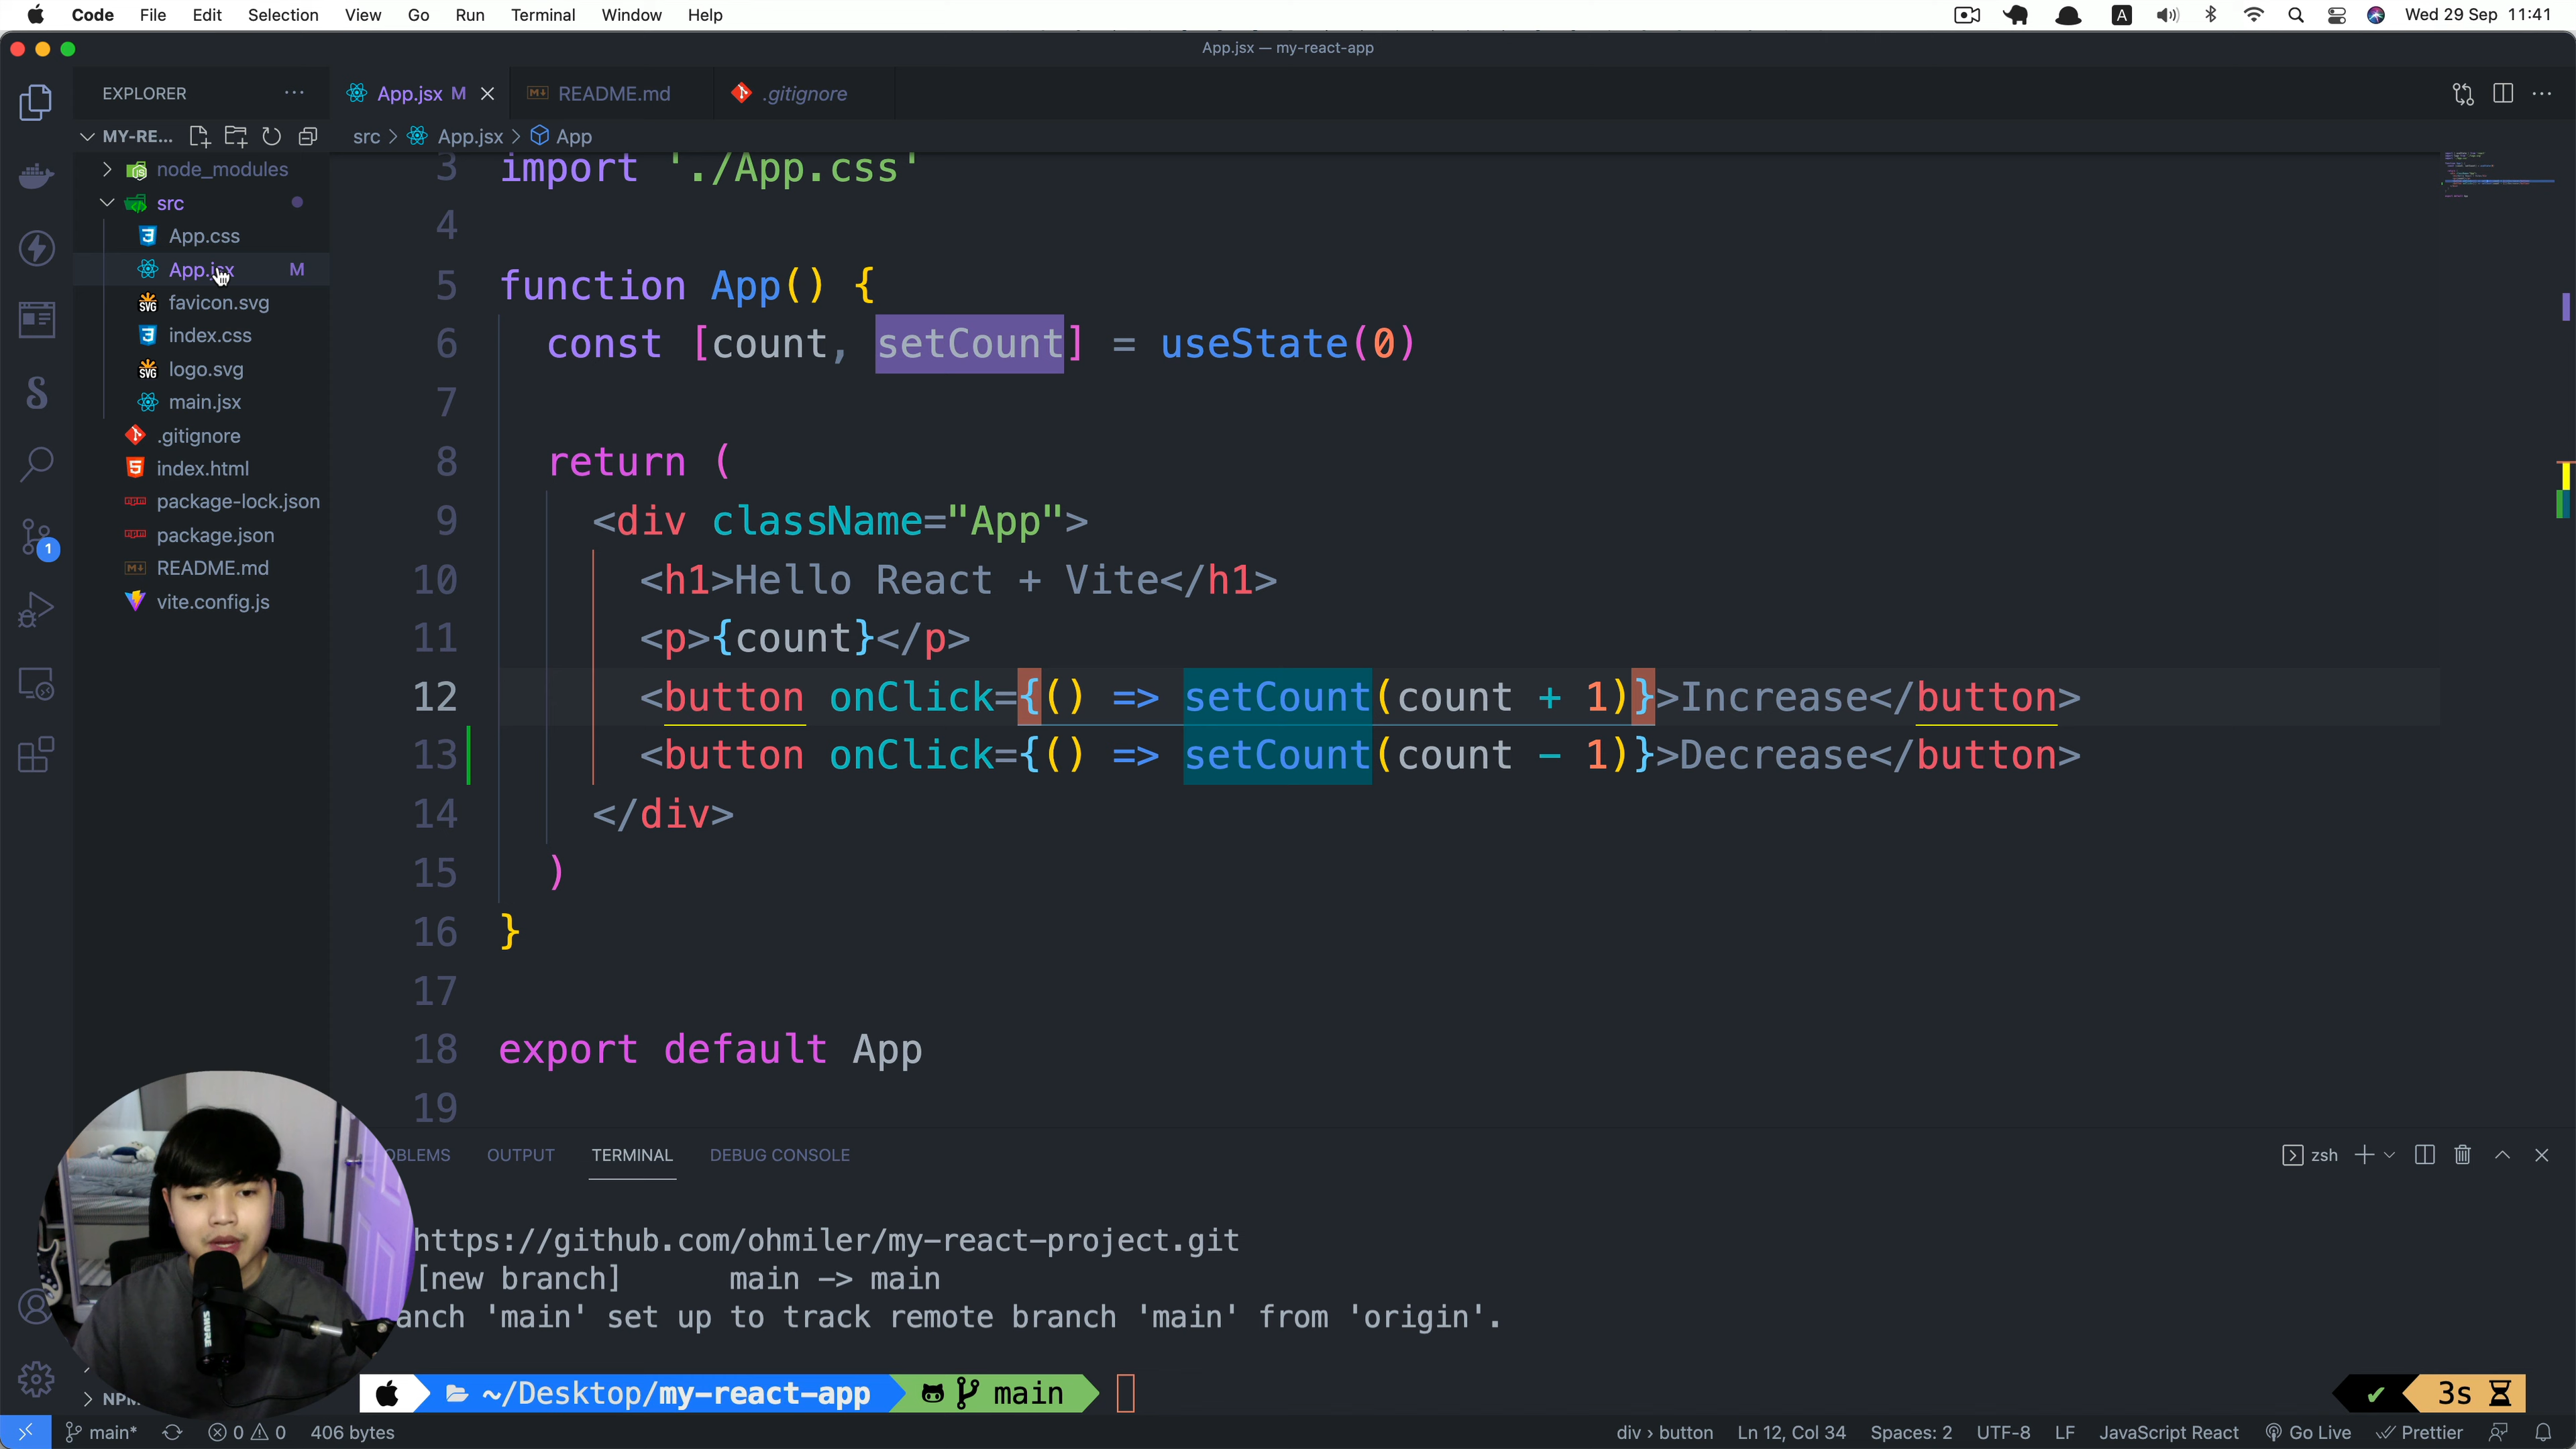 Code File Edit Selection View Go Run Terminal Window Help A Wed 29 Sep 11:41
App.jsx — my-react-app
EXPLORER
App.jsx M
README.md
.gitignore
MY-RE...
src > App.jsx > App
node_modules
src
App.css
App.jsx M
favicon.svg
index.css
logo.svg
main.jsx
.gitignore
index.html
package-lock.json
package.json
README.md
vite.config.js
1
3 import './App.css'
4
5 function App() {
6 const [count, setCount] = useState(0)
7
8 return (
9 <div className="App">
10 <h1>Hello React + Vite</h1>
11 <p>{count}</p>
12 <button onClick={() => setCount(count + 1)}>Increase</button>
13 <button onClick={() => setCount(count - 1)}>Decrease</button>
14 </div>
15 )
16 }
17
18 export default App
19
OBLEMS OUTPUT TERMINAL DEBUG CONSOLE
zsh
https://github.com/ohmiler/my-react-project.git
[new branch] main -> main
anch 'main' set up to track remote branch 'main' from 'origin'.
~/Desktop/my-react-app main
✔ 3s
NPM
SHURE
main* 0 0 406 bytes
div > button Ln 12, Col 34 Spaces: 2 UTF-8 LF JavaScript React Go Live Prettier